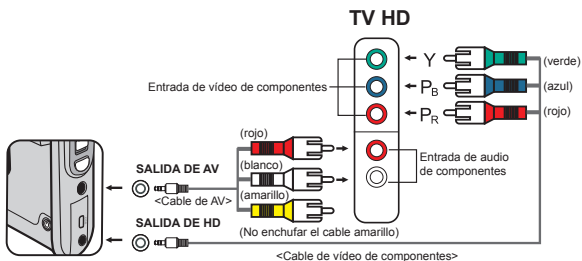 TV HD
Y
(verde)
Entrada de vídeo de componentes
PB
(azul)
PR
(rojo)
(rojo)
SALIDA DE AV
(blanco)
Entrada de audio
de componentes
<Cable de AV>
(amarillo)
SALIDA DE HD
(No enchufar el cable amarillo)
<Cable de vídeo de componentes>